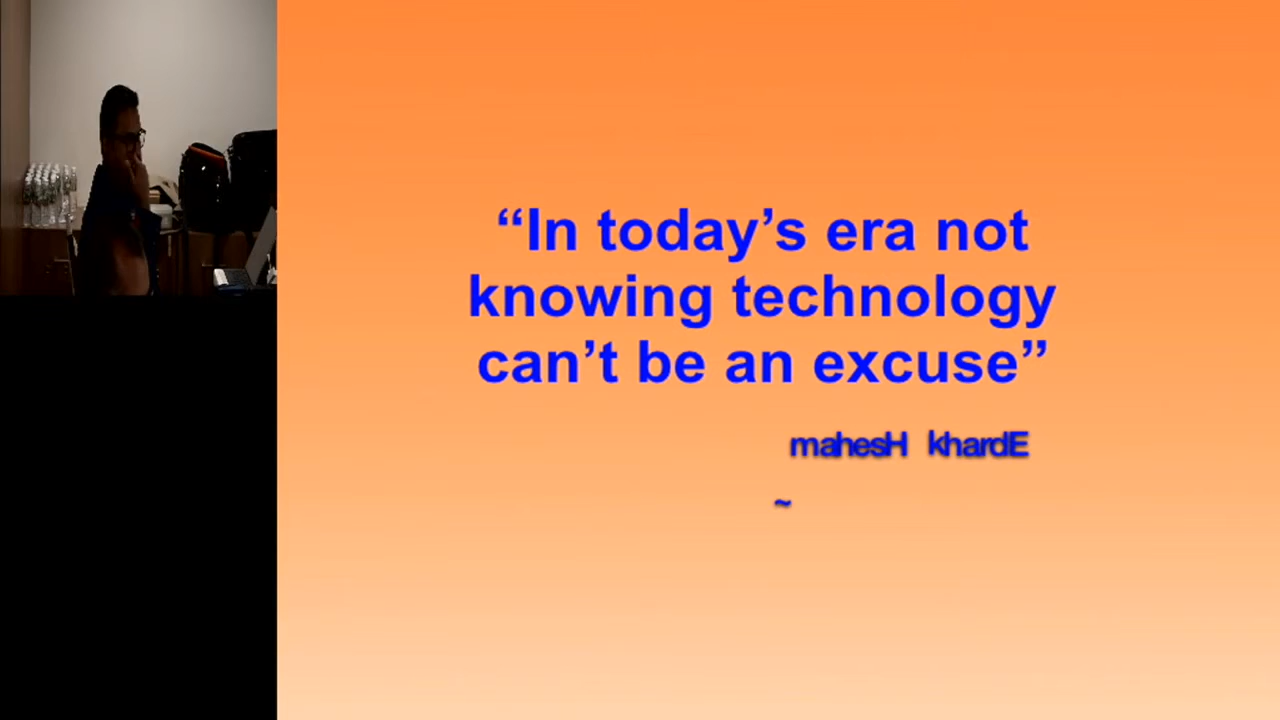 “In today’s era not
knowing technology
can’t be an excuse”
mahesH khardE
~